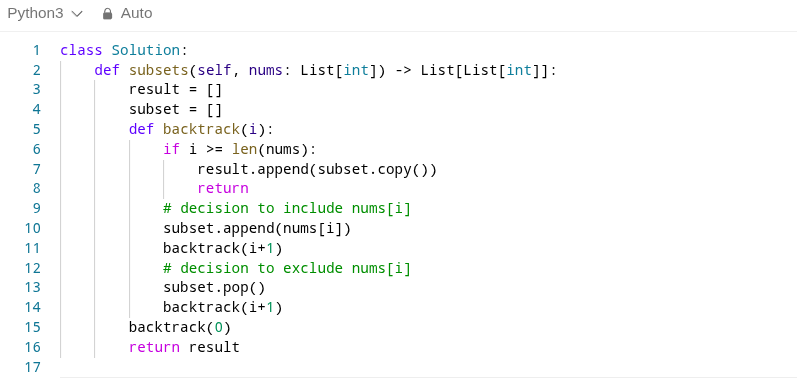 Python3 Auto
1 class Solution:
2     def subsets(self, nums: List[int]) -> List[List[int]]:
3         result = []
4         subset = []
5         def backtrack(i):
6             if i >= len(nums):
7                 result.append(subset.copy())
8                 return
9             # decision to include nums[i]
10             subset.append(nums[i])
11             backtrack(i+1)
12             # decision to exclude nums[i]
13             subset.pop()
14             backtrack(i+1)
15         backtrack(0)
16         return result
17